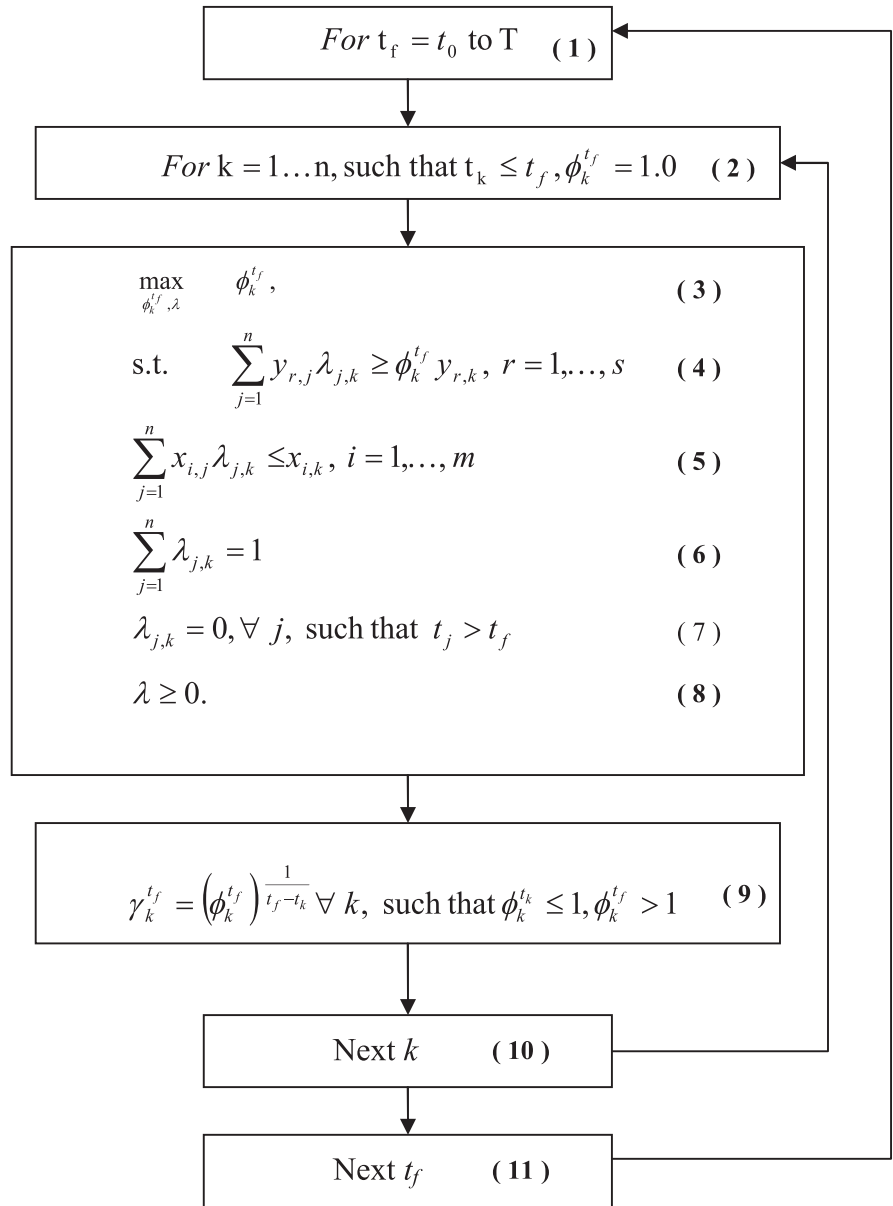 For t_f = t_0 to T (1)
For k = 1…n, such that t_k ≤ t_f, ϕ_k^{t_f} = 1.0 (2)
max_{ϕ_k^{t_f}, λ} ϕ_k^{t_f}, (3)
s.t. ∑_{j=1}^{n} y_{r,j} λ_{j,k} ≥ ϕ_k^{t_f} y_{r,k}, r = 1,…, s (4)
∑_{j=1}^{n} x_{i,j} λ_{j,k} ≤ x_{i,k}, i = 1,…, m (5)
∑_{j=1}^{n} λ_{j,k} = 1 (6)
λ_{j,k} = 0, ∀ j, such that t_j > t_f (7)
λ ≥ 0. (8)
γ_k^{t_f} = (ϕ_k^{t_f})^{\frac{1}{t_f − t_k}} ∀ k, such that ϕ_k^{t_k} ≤ 1, ϕ_k^{t_f} > 1 (9)
Next k (10)
Next t_f (11)